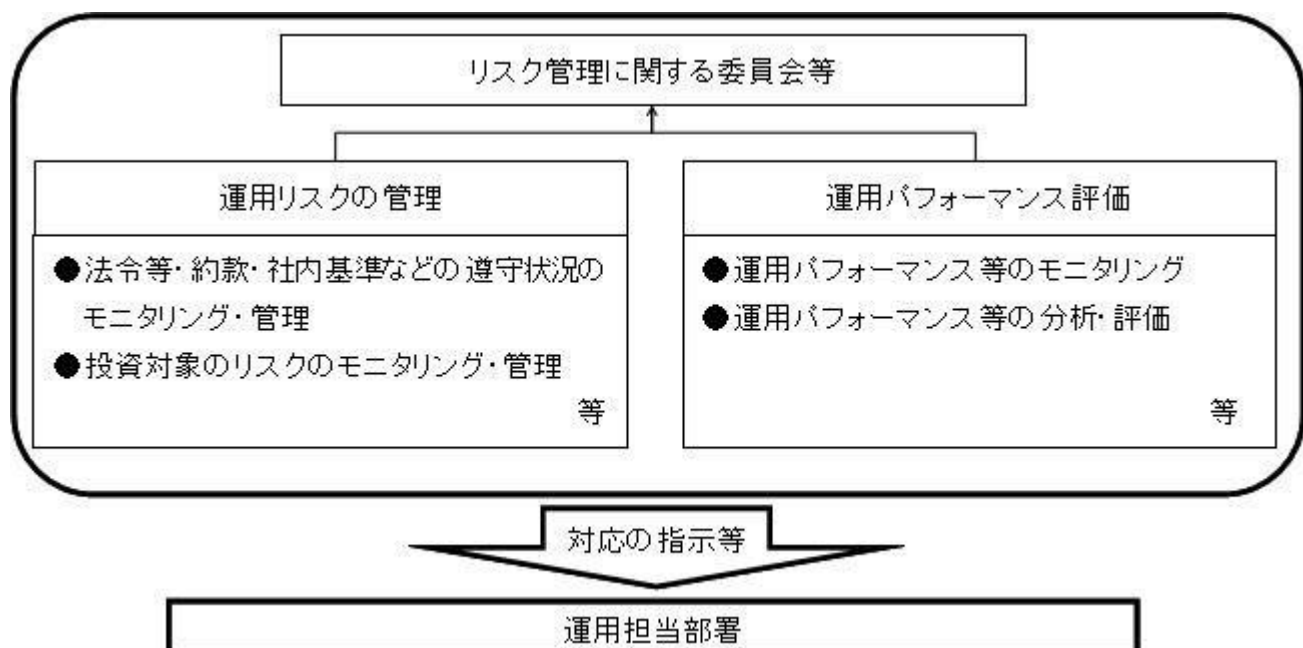 リスク管理に関する委員会等
運用リスクの管理
●法令等・約款・社内基準などの遵守状況の
モニタリング・管理
●投資対象のリスクのモニタリング・管理
等
運用パフォーマンス評価
●運用パフォーマンス等のモニタリング
●運用パフォーマンス等の分析・評価
等
対応の指示等
運用担当部署